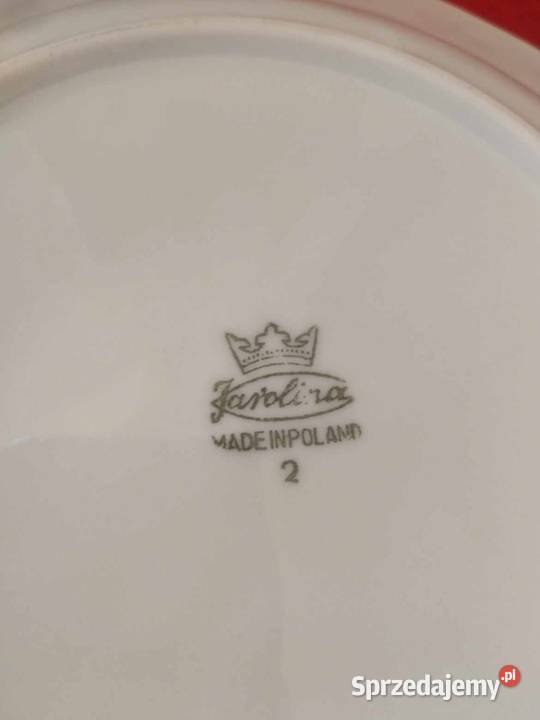 Karolina
MADE IN POLAND
2
Sprzedajemy.pl